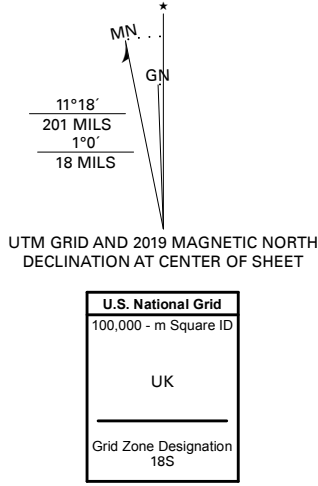 ★
MN
GN
11°18´
201 MILS
1°0´
18 MILS
UTM GRID AND 2019 MAGNETIC NORTH
DECLINATION AT CENTER OF SHEET
U.S. National Grid
100,000 - m Square ID
UK
Grid Zone Designation
18S